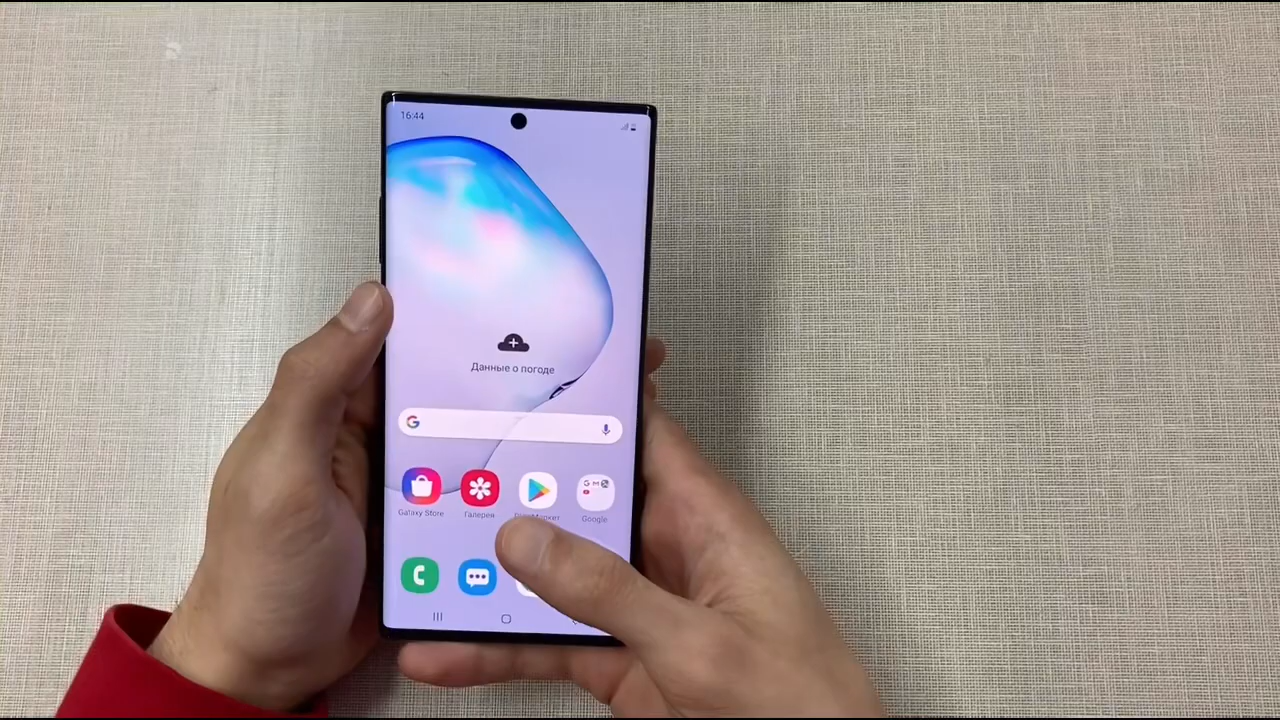 16:44
Данные о погоде
Galaxy Store
Галерея
Google